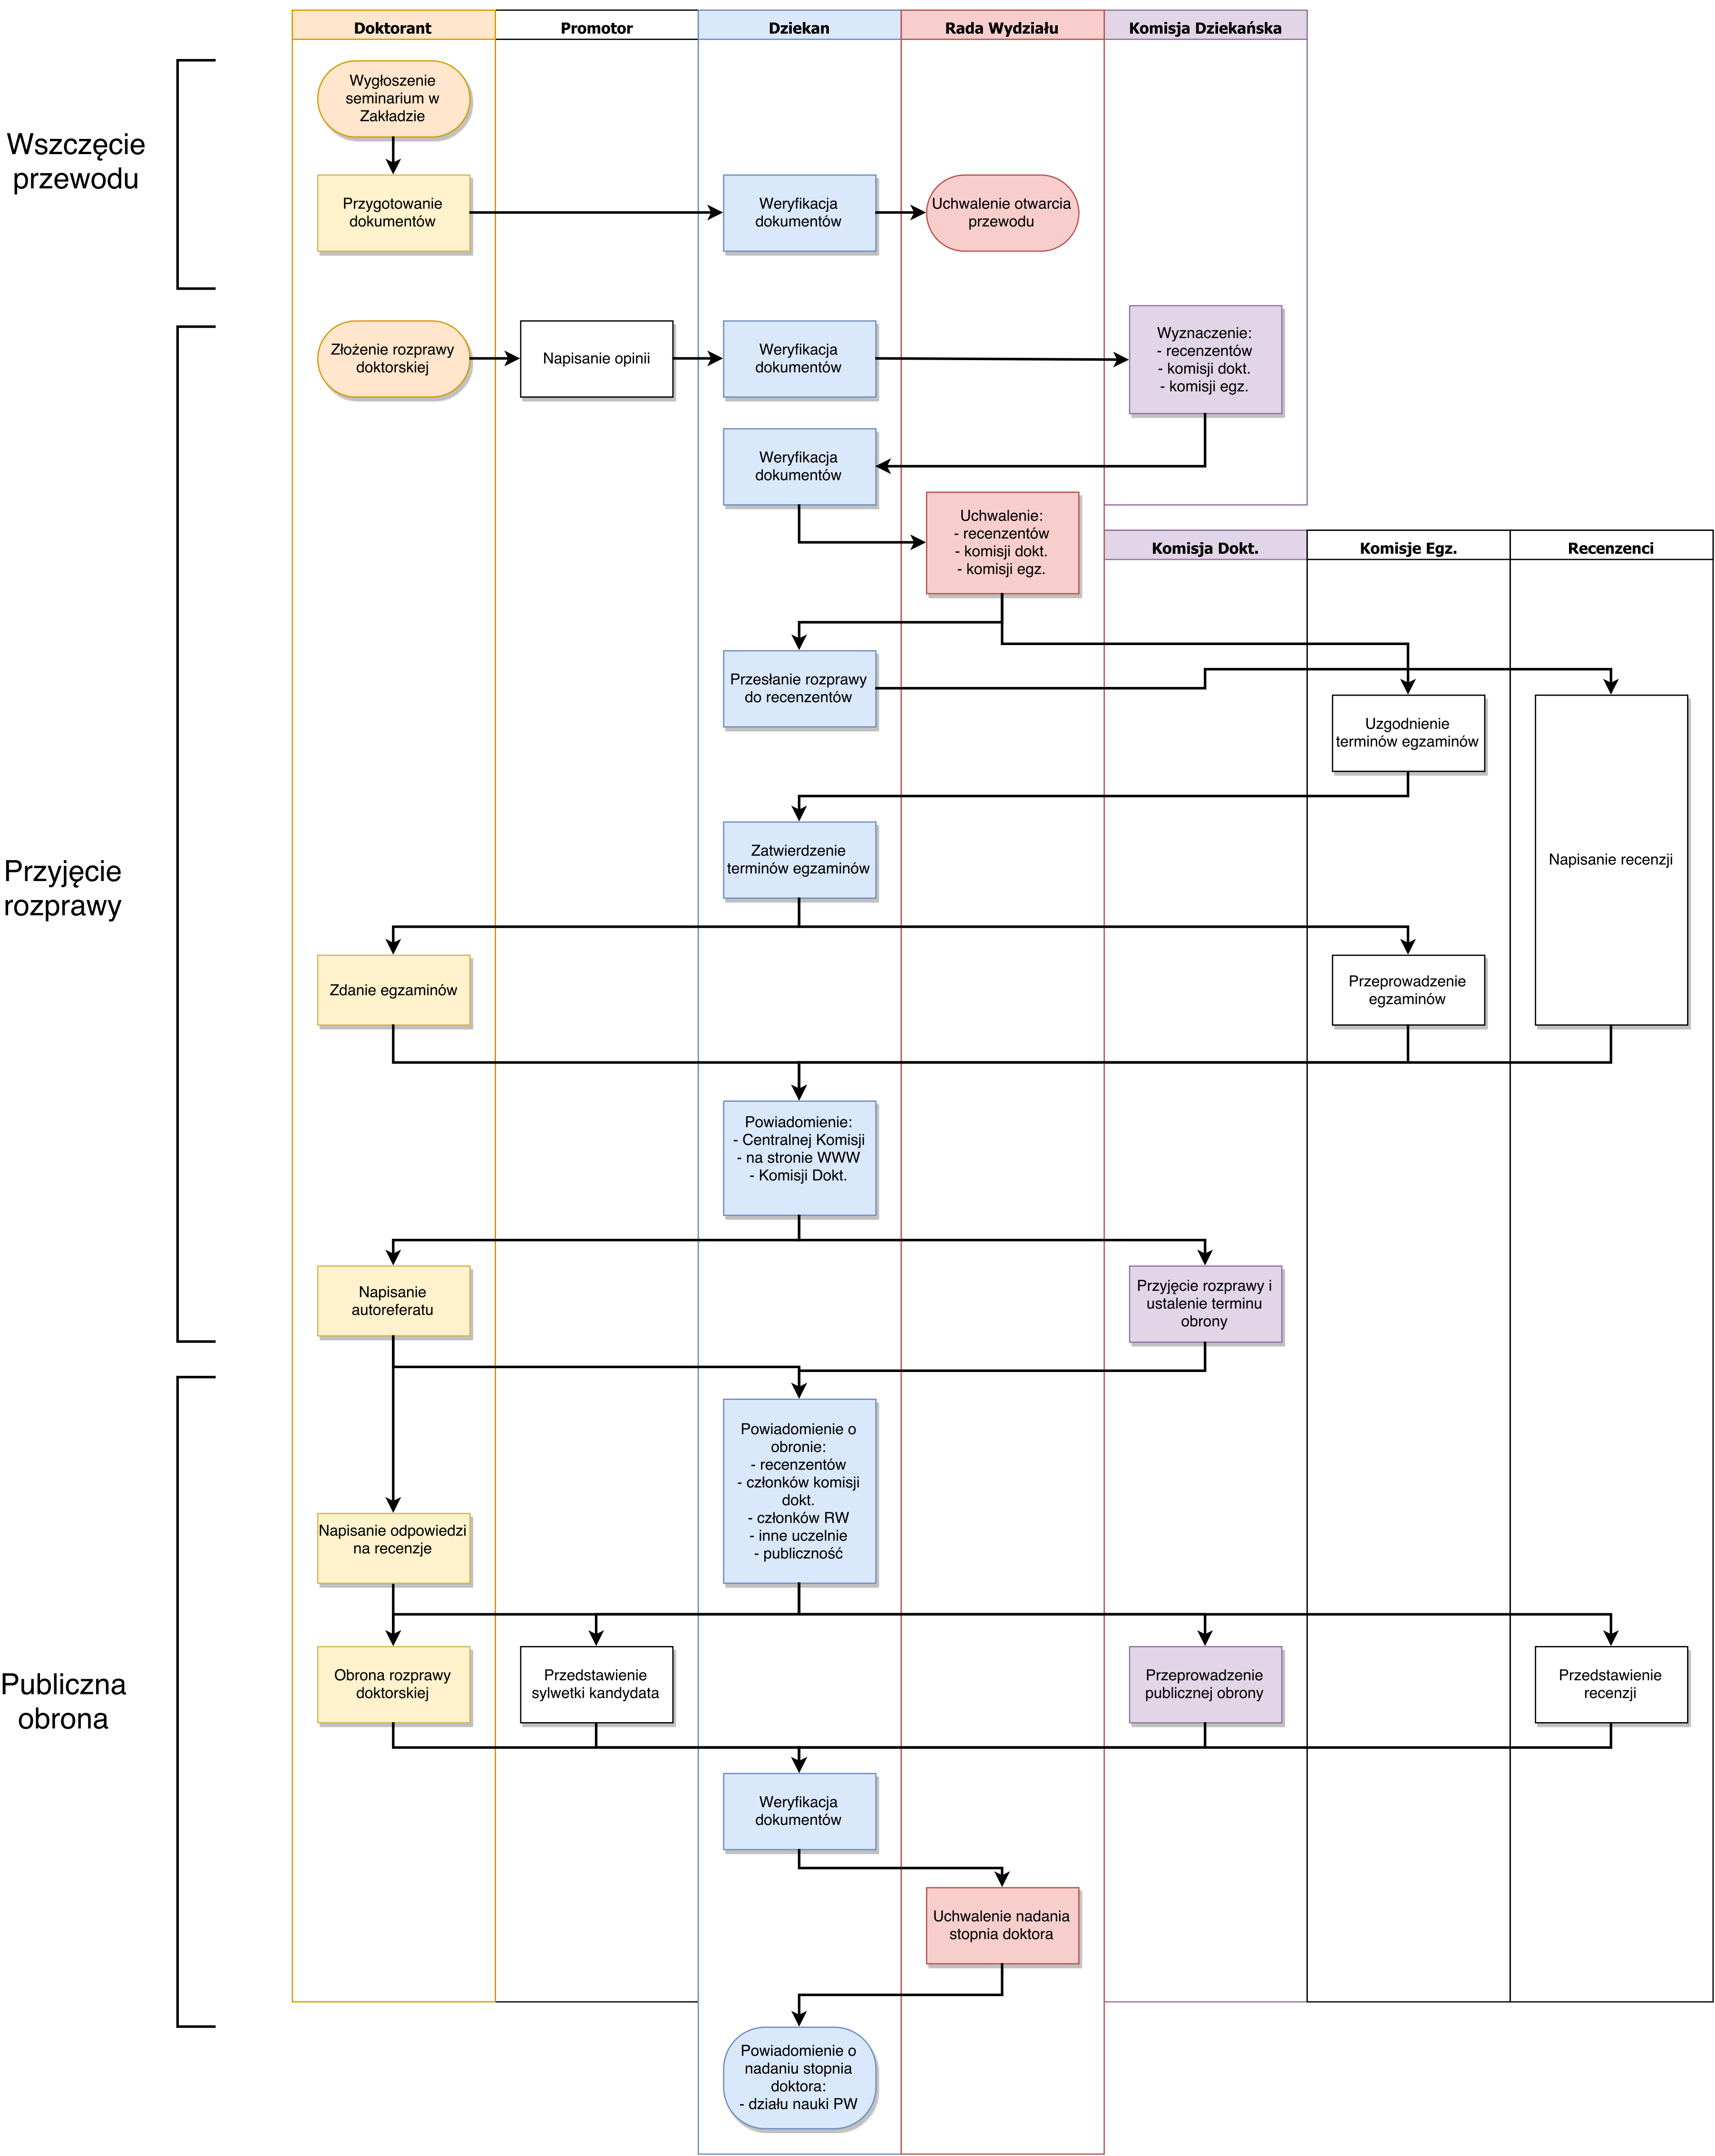 Doktorant
Promotor
Dziekan
Rada Wydziału
Komisja Dziekańska
Wszczęcie
przewodu
Wygłoszenie
seminarium w
Zakładzie
Przygotowanie
dokumentów
Weryfikacja
dokumentów
Uchwalenie otwarcia
przewodu
Przyjęcie
rozprawy
Złożenie rozprawy
doktorskiej
Napisanie opinii
Weryfikacja
dokumentów
Wyznaczenie:
- recenzentów
- komisji dokt.
- komisji egz.
Weryfikacja
dokumentów
Uchwalenie:
- recenzentów
- komisji dokt.
- komisji egz.
Komisja Dokt.
Komisje Egz.
Recenzenci
Przesłanie rozprawy
do recenzentów
Uzgodnienie
terminów egzaminów
Napisanie recenzji
Zatwierdzenie
terminów egzaminów
Zdanie egzaminów
Przeprowadzenie
egzaminów
Powiadomienie:
- Centralnej Komisji
- na stronie WWW
- Komisji Dokt.
Napisanie
autoreferatu
Przyjęcie rozprawy i
ustalenie terminu
obrony
Publiczna
obrona
Powiadomienie o
obronie:
- recenzentów
- członków komisji
dokt.
- członków RW
- inne uczelnie
- publiczność
Napisanie odpowiedzi
na recenzje
Obrona rozprawy
doktorskiej
Przedstawienie
sylwetki kandydata
Przeprowadzenie
publicznej obrony
Przedstawienie
recenzji
Weryfikacja
dokumentów
Uchwalenie nadania
stopnia doktora
Powiadomienie o
nadaniu stopnia
doktora:
- działu nauki PW